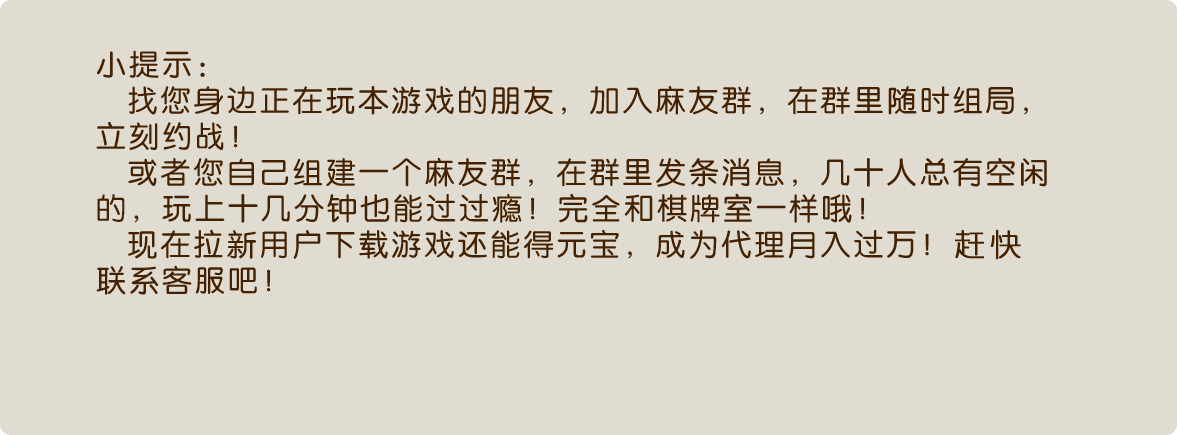 小提示：
找您身边正在玩本游戏的朋友，加入麻友群，在群里随时组局，
立刻约战！
或者您自己组建一个麻友群，在群里发条消息，几十人总有空闲
的，玩上十几分钟也能过过瘾！完全和棋牌室一样哦！
现在拉新用户下载游戏还能得元宝，成为代理月入过万！赶快
联系客服吧！